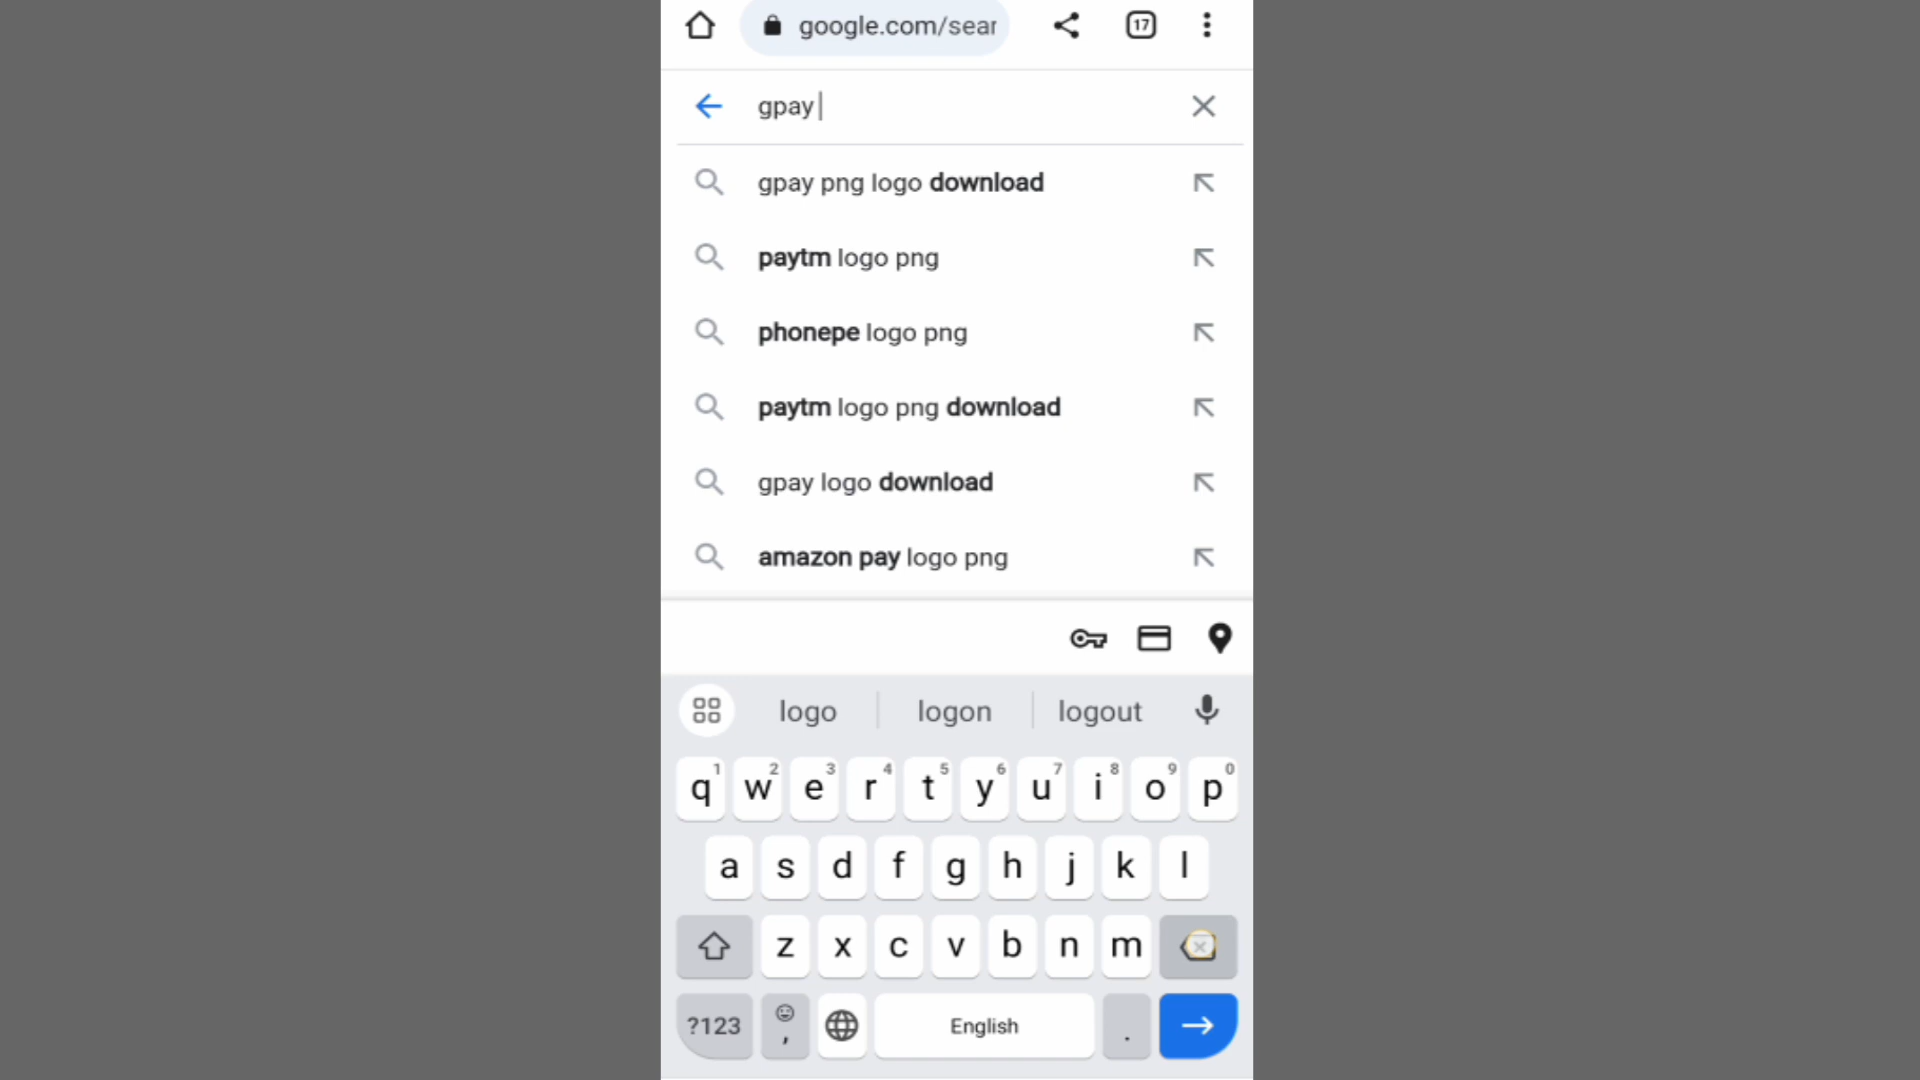 google.com/sear
17
gpay
gpay png logo download
paytm logo png
phonepe logo png
paytm logo png download
gpay logo download
amazon pay logo png
logo logon logout
q1 w2 e3 r4 t5 y6 u7 i8 o9 p0
a s d f g h j k l
z x c v b n m
?123 , English .